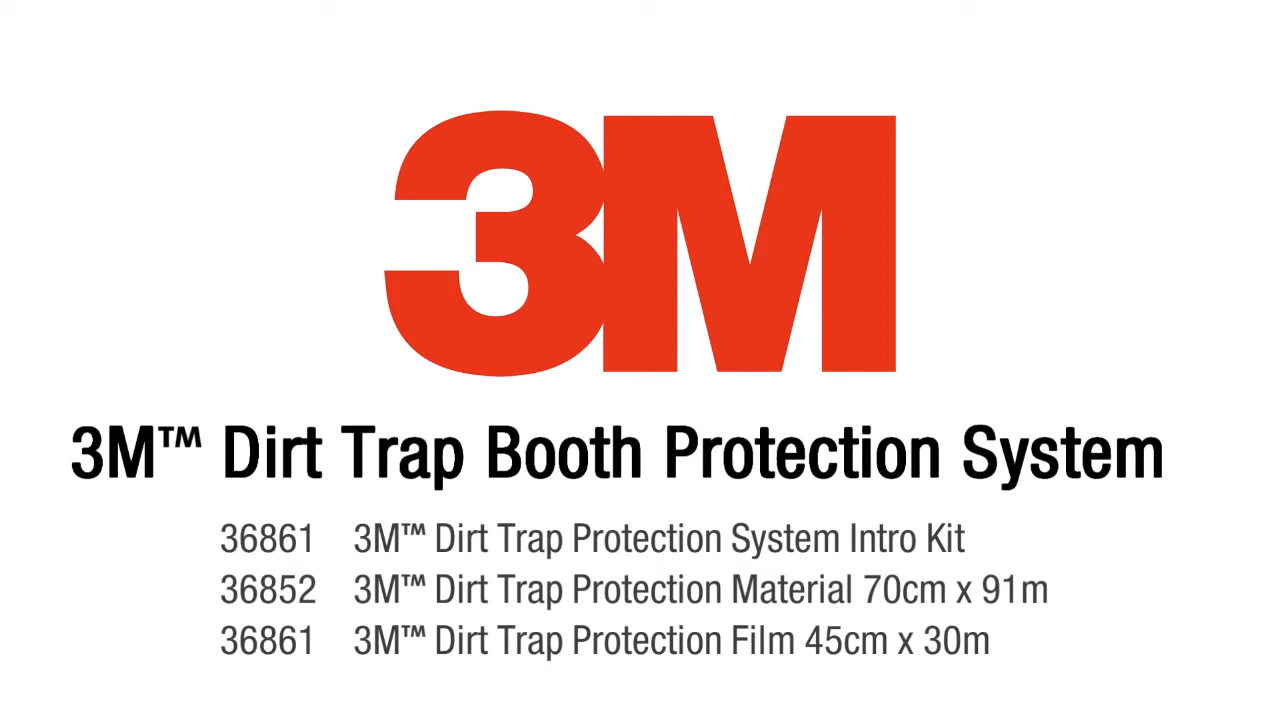 3M
3M™ Dirt Trap Booth Protection System
36861 3M™ Dirt Trap Protection System Intro Kit
36852 3M™ Dirt Trap Protection Material 70cm x 91m
36861 3M™ Dirt Trap Protection Film 45cm x 30m